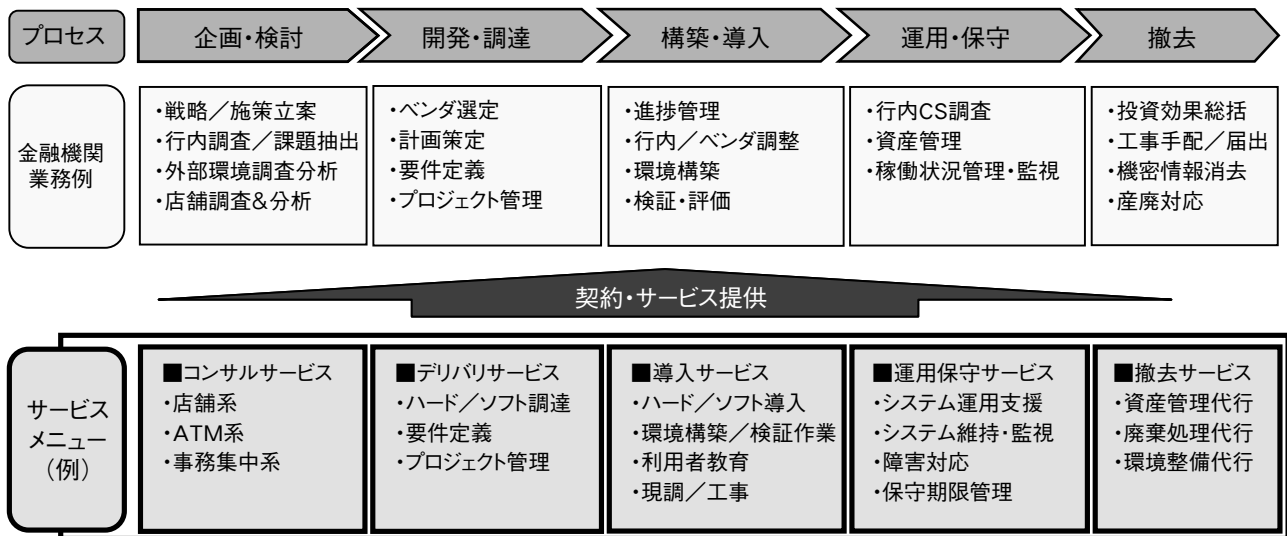 プロセス
企画・検討
開発・調達
構築・導入
運用・保守
撤去
金融機関
業務例
・戦略／施策立案
・行内調査／課題抽出
・外部環境調査分析
・店舗調査&分析
・ベンダ選定
・計画策定
・要件定義
・プロジェクト管理
・進捗管理
・行内／ベンダ調整
・環境構築
・検証・評価
・行内CS調査
・資産管理
・稼働状況管理・監視
・投資効果総括
・工事手配／届出
・機密情報消去
・産廃対応
契約・サービス提供
サービス
メニュー
（例）
■コンサルサービス
・店舗系
・ATM系
・事務集中系
■デリバリサービス
・ハード／ソフト調達
・要件定義
・プロジェクト管理
■導入サービス
・ハード／ソフト導入
・環境構築／検証作業
・利用者教育
・現調／工事
■運用保守サービス
・システム運用支援
・システム維持・監視
・障害対応
・保守期限管理
■撤去サービス
・資産管理代行
・廃棄処理代行
・環境整備代行